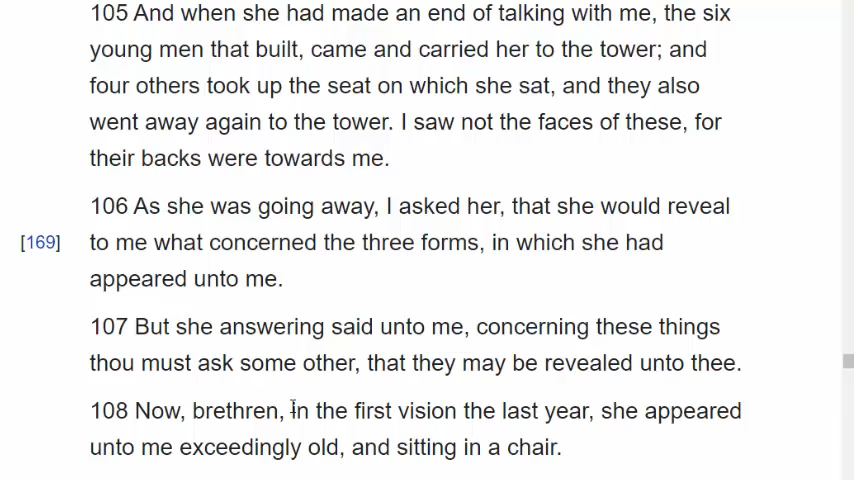 105 And when she had made an end of talking with me, the six
young men that built, came and carried her to the tower; and
four others took up the seat on which she sat, and they also
went away again to the tower. I saw not the faces of these, for
their backs were towards me.
106 As she was going away, I asked her, that she would reveal
[169] to me what concerned the three forms, in which she had
appeared unto me.
107 But she answering said unto me, concerning these things
thou must ask some other, that they may be revealed unto thee.
108 Now, brethren, in the first vision the last year, she appeared
unto me exceedingly old, and sitting in a chair.